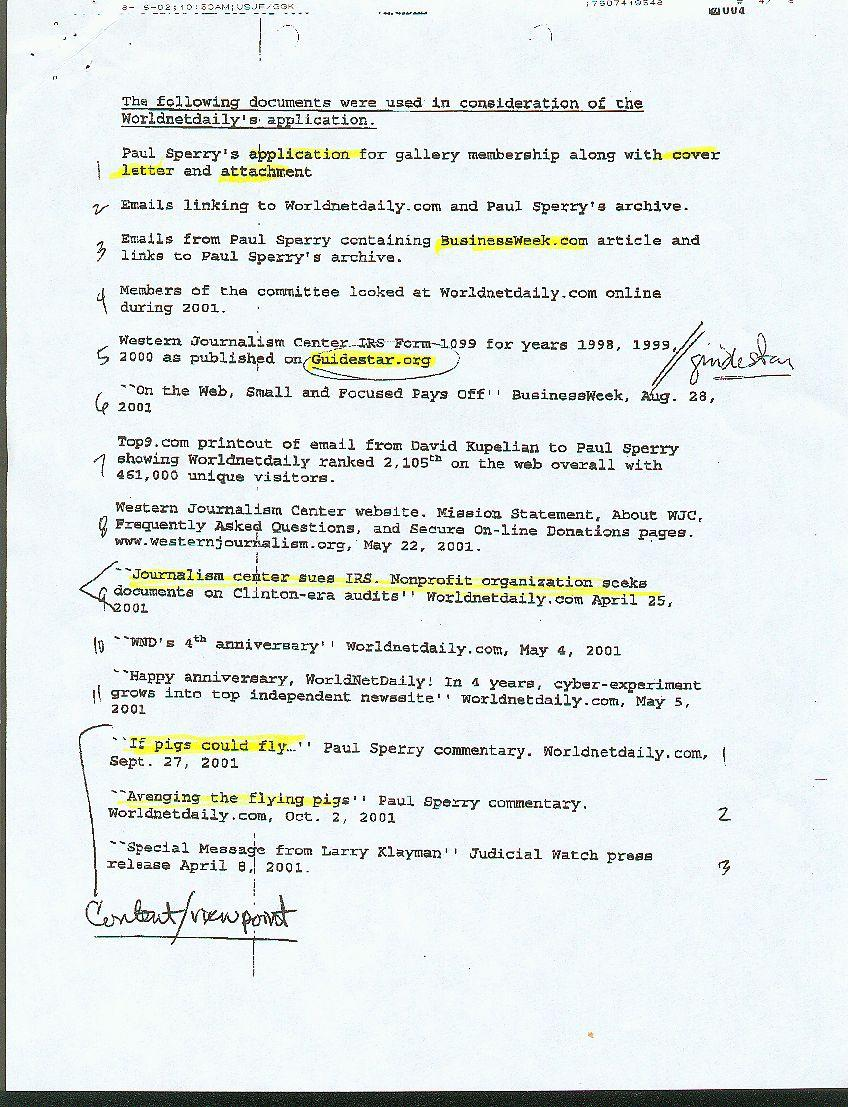 8- 5-02;10:30AM;USJF/GGK ;7607419548 # 4/
004
The following documents were used in consideration of the
Worldnetdaily's application.
Paul Sperry's application for gallery membership along with cover
1 letter and attachment
2 Emails linking to Worldnetdaily.com and Paul Sperry's archive.
Emails from Paul Sperry containing BusinessWeek.com article and
3 links to Paul Sperry's archive.
4 Members of the committee looked at Worldnetdaily.com online
during 2001.
Western Journalism Center IRS Form 1099 for years 1998, 1999,
5 2000 as published on Guidestar.org guidestar
``On the Web, Small and Focused Pays Off'' BusinessWeek, Aug. 28,
6 2001
Top9.com printout of email from David Kupelian to Paul Sperry
7 showing Worldnetdaily ranked 2,105th on the web overall with
461,000 unique visitors.
Western Journalism Center website. Mission Statement, About WJC,
8 Frequently Asked Questions, and Secure On-line Donations pages.
www.westernjournalism.org, May 22, 2001.
``Journalism center sues IRS. Nonprofit organization seeks
9 documents on Clinton-era audits'' Worldnetdaily.com April 25,
2001
10 ``WND's 4th anniversary'' Worldnetdaily.com, May 4, 2001
``Happy anniversary, WorldNetDaily! In 4 years, cyber-experiment
11 grows into top independent newssite'' Worldnetdaily.com, May 5,
2001
``If pigs could fly…'' Paul Sperry commentary. Worldnetdaily.com, 1
Sept. 27, 2001
``Avenging the flying pigs'' Paul Sperry commentary.
Worldnetdaily.com, Oct. 2, 2001 2
``Special Message from Larry Klayman'' Judicial Watch press
release April 8, 2001. 3
Content/viewpoint